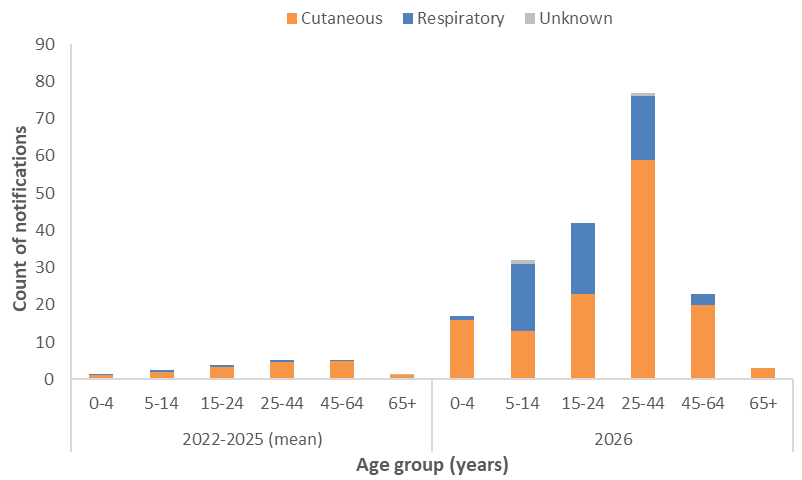 Cutaneous Respiratory Unknown
Count of notifications
90
80
70
60
50
40
30
20
10
0
0-4 5-14 15-24 25-44 45-64 65+ 0-4 5-14 15-24 25-44 45-64 65+
2022-2025 (mean) 2026
Age group (years)